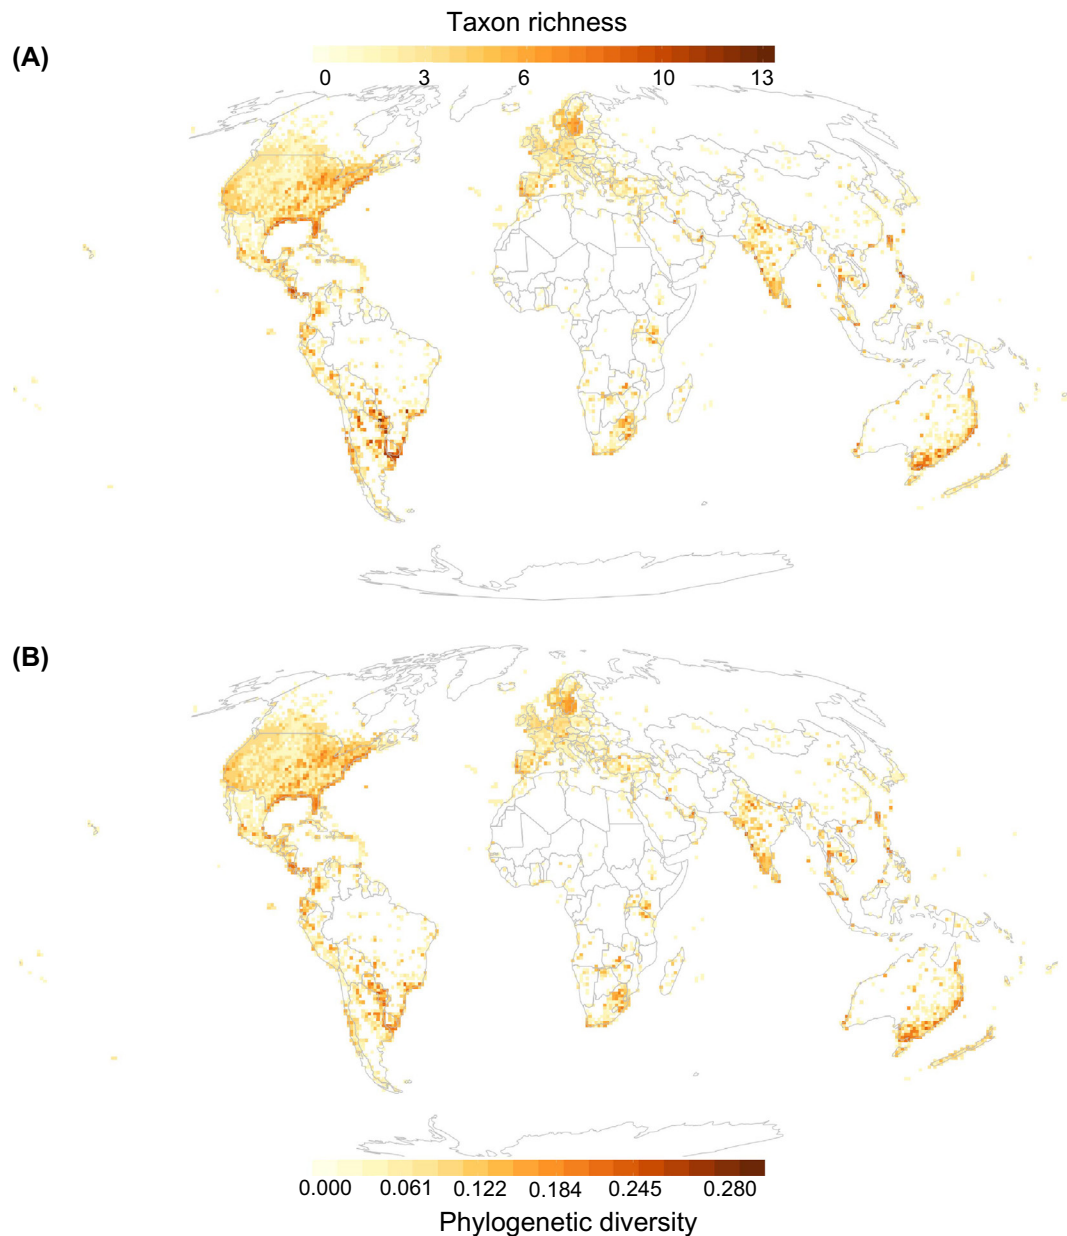 Taxon richness
(A)
0 3 6 10 13
(B)
0.000 0.061 0.122 0.184 0.245 0.280
Phylogenetic diversity